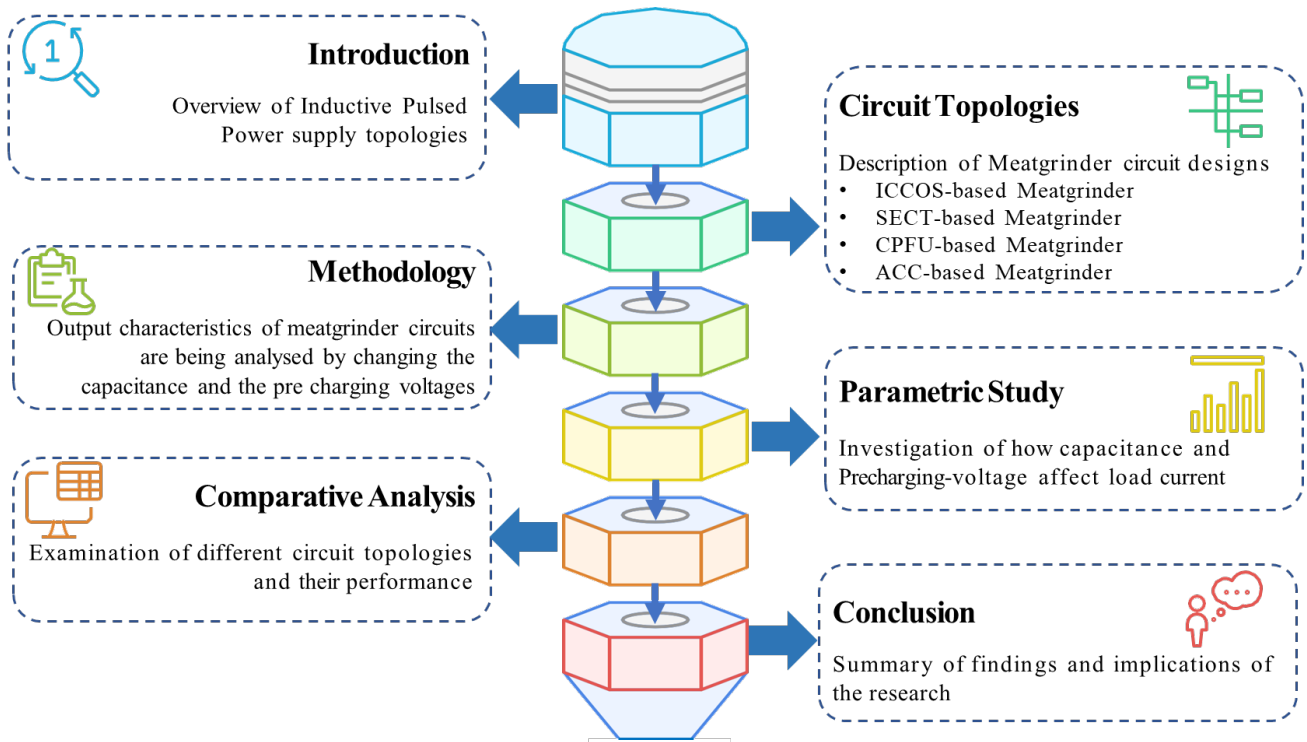 1
Introduction
Overview of Inductive Pulsed
Power supply topologies
Circuit Topologies
Description of Meatgrinder circuit designs
• ICCOS-based Meatgrinder
• SECT-based Meatgrinder
• CPFU-based Meatgrinder
• ACC-based Meatgrinder
Methodology
Output characteristics of meatgrinder circuits
are being analysed by changing the
capacitance and the pre charging voltages
Parametric Study
Investigation of how capacitance and
Precharging-voltage affect load current
Comparative Analysis
Examination of different circuit topologies
and their performance
Conclusion
Summary of findings and implications of
the research